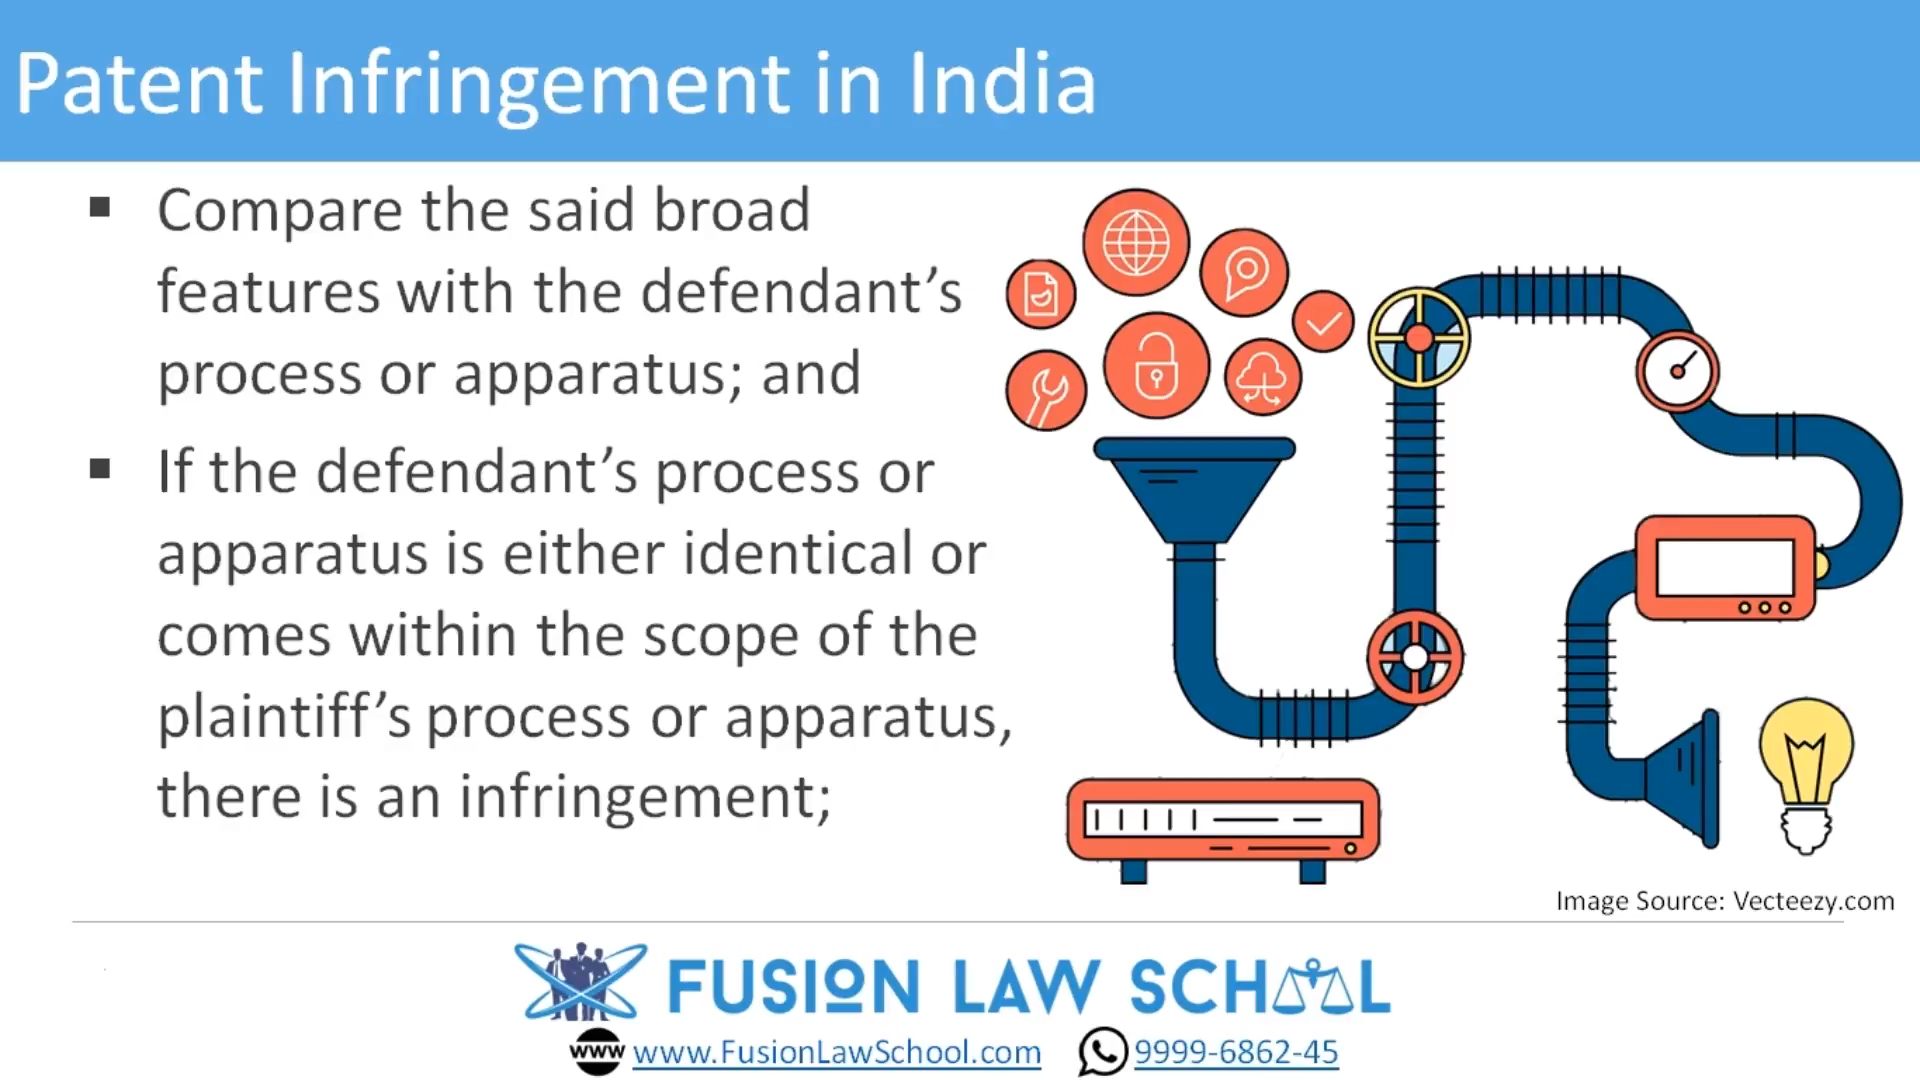 Patent Infringement in India
▪ Compare the said broad
features with the defendant’s
process or apparatus; and
▪ If the defendant’s process or
apparatus is either identical or
comes within the scope of the
plaintiff’s process or apparatus,
there is an infringement;
Image Source: Vecteezy.com
FUSION LAW SCHOOL
www www.FusionLawSchool.com 9999-6862-45